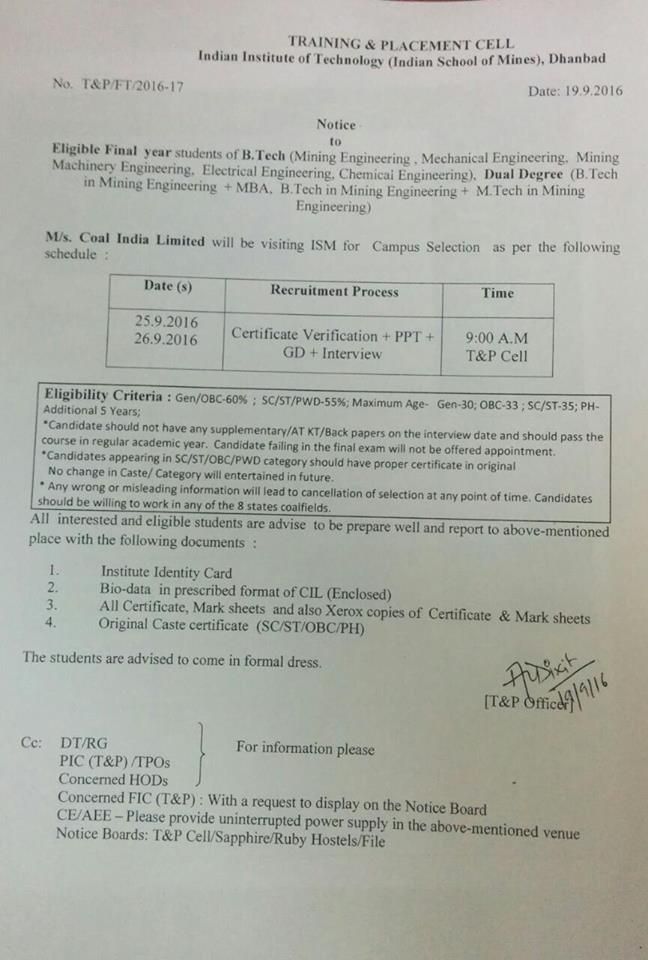 TRAINING & PLACEMENT CELL
Indian Institute of Technology (Indian School of Mines), Dhanbad
No. T&P/FT/2016-17
Date: 19.9.2016
Notice
to
Eligible Final year students of B.Tech (Mining Engineering , Mechanical Engineering, Mining
Machinery Engineering, Electrical Engineering, Chemical Engineering), Dual Degree (B.Tech
in Mining Engineering + MBA, B.Tech in Mining Engineering + M.Tech in Mining
Engineering)
M/s. Coal India Limited will be visiting ISM for Campus Selection as per the following
schedule :
Date (s) Recruitment Process Time
25.9.2016
26.9.2016
Certificate Verification + PPT +
GD + Interview
9:00 A.M
T&P Cell
Eligibility Criteria : Gen/OBC-60% ; SC/ST/PWD-55%; Maximum Age- Gen-30; OBC-33 ; SC/ST-35; PH-
Additional 5 Years;
*Candidate should not have any supplementary/AT KT/Back papers on the interview date and should pass the
course in regular academic year. Candidate failing in the final exam will not be offered appointment.
*Candidates appearing in SC/ST/OBC/PWD category should have proper certificate in original
No change in Caste/ Category will entertained in future.
* Any wrong or misleading information will lead to cancellation of selection at any point of time. Candidates
should be willing to work in any of the 8 states coalfields.
All interested and eligible students are advise to be prepare well and report to above-mentioned
place with the following documents :
1. Institute Identity Card
2. Bio-data in prescribed format of CIL (Enclosed)
3. All Certificate, Mark sheets and also Xerox copies of Certificate & Mark sheets
4. Original Caste certificate (SC/ST/OBC/PH)
The students are advised to come in formal dress.
Dixit
19/9/16
[T&P Officer]
Cc: DT/RG
PIC (T&P) /TPOs
Concerned HODs
For information please
Concerned FIC (T&P) : With a request to display on the Notice Board
CE/AEE – Please provide uninterrupted power supply in the above-mentioned venue
Notice Boards: T&P Cell/Sapphire/Ruby Hostels/File